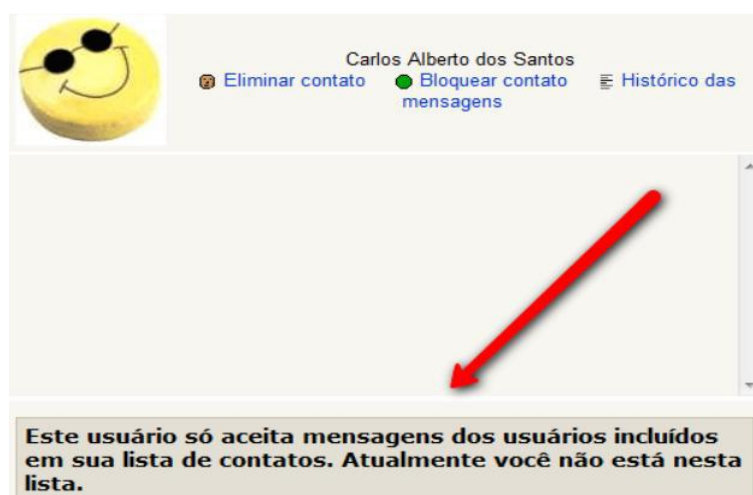 Carlos Alberto dos Santos
Eliminar contato Bloquear contato Histórico das
mensagens
Este usuário só aceita mensagens dos usuários incluídos
em sua lista de contatos. Atualmente você não está nesta
lista.